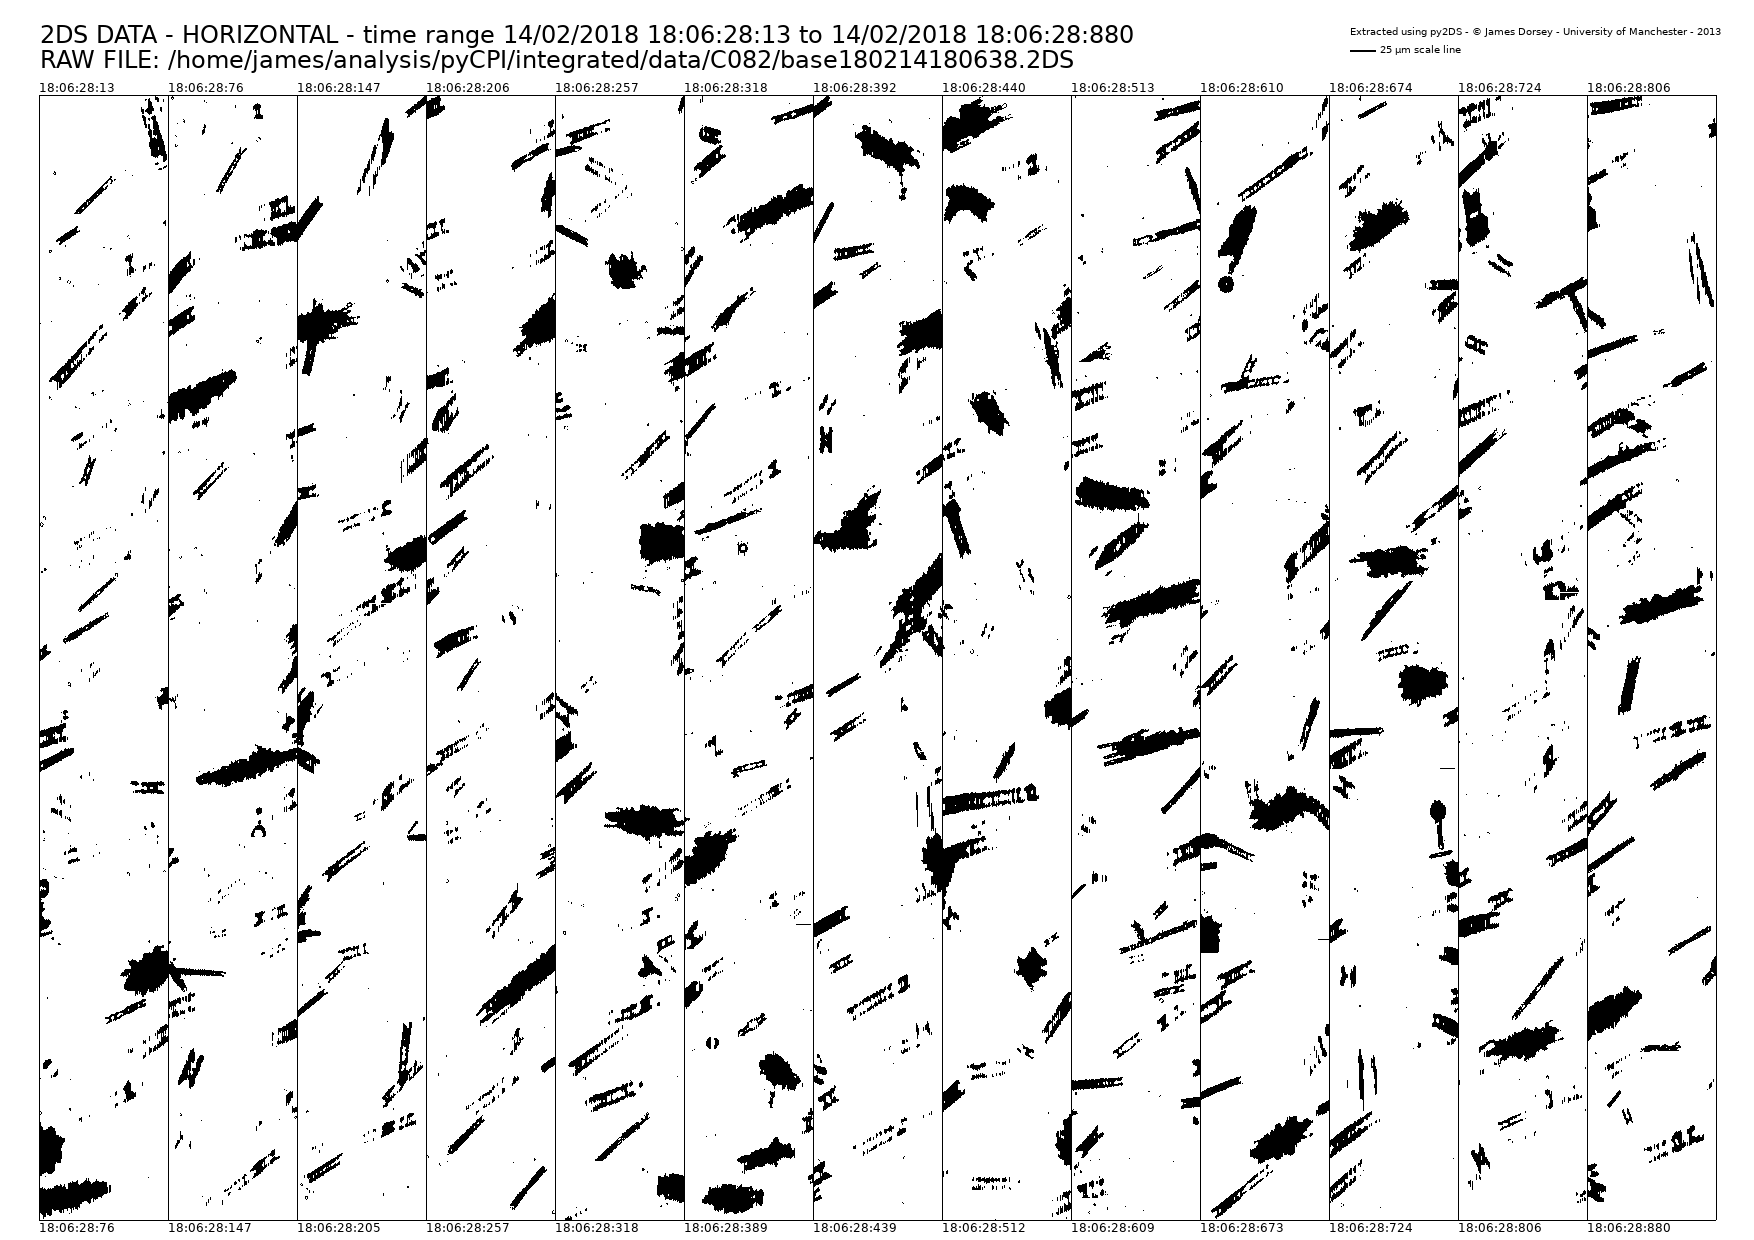 2DS DATA - HORIZONTAL - time range 14/02/2018 18:06:28:13 to 14/02/2018 18:06:28:880
RAW FILE: /home/james/analysis/pyCPI/integrated/data/C082/base180214180638.2DS
Extracted using py2DS - © James Dorsey - University of Manchester - 2013
25 µm scale line
18:06:28:13 18:06:28:76 18:06:28:147 18:06:28:206 18:06:28:257 18:06:28:318 18:06:28:392 18:06:28:440 18:06:28:513 18:06:28:610 18:06:28:674 18:06:28:724 18:06:28:806
18:06:28:76 18:06:28:147 18:06:28:205 18:06:28:257 18:06:28:318 18:06:28:389 18:06:28:439 18:06:28:512 18:06:28:609 18:06:28:673 18:06:28:724 18:06:28:806 18:06:28:880